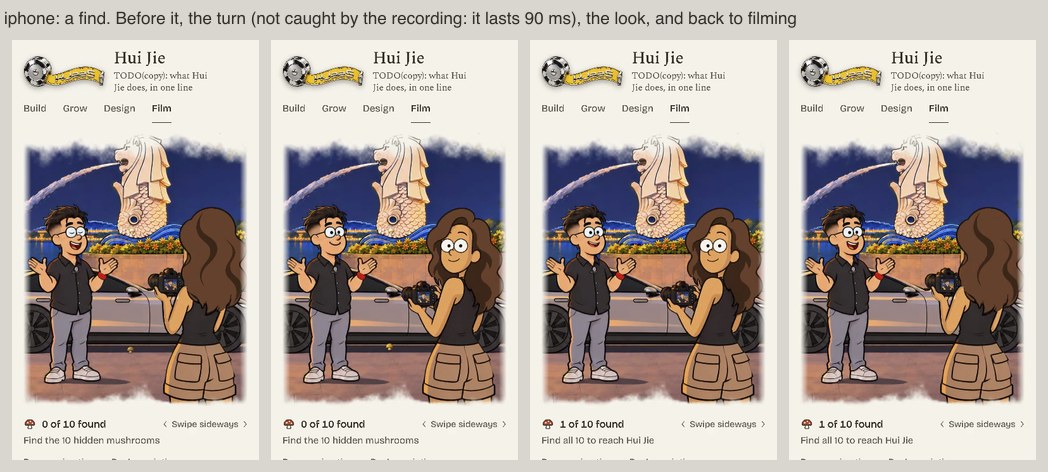 iphone: a find. Before it, the turn (not caught by the recording: it lasts 90 ms), the look, and back to filming
Hui Jie
TODO(copy): what Hui
Jie does, in one line
Build Grow Design Film
0 of 10 found
‹ Swipe sideways ›
Find the 10 hidden mushrooms
Hui Jie
TODO(copy): what Hui
Jie does, in one line
Build Grow Design Film
0 of 10 found
‹ Swipe sideways ›
Find the 10 hidden mushrooms
Hui Jie
TODO(copy): what Hui
Jie does, in one line
Build Grow Design Film
1 of 10 found
‹ Swipe sideways ›
Find all 10 to reach Hui Jie
Hui Jie
TODO(copy): what Hui
Jie does, in one line
Build Grow Design Film
1 of 10 found
‹ Swipe sideways ›
Find all 10 to reach Hui Jie